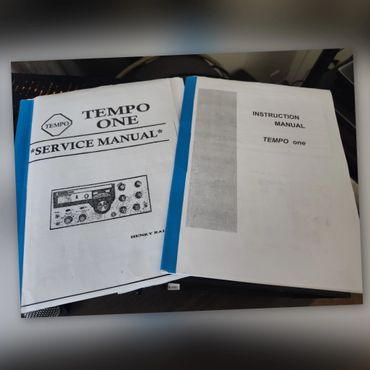 TEMPO
TEMPO
ONE
*SERVICE MANUAL*
INSTRUCTION
MANUAL
TEMPO one